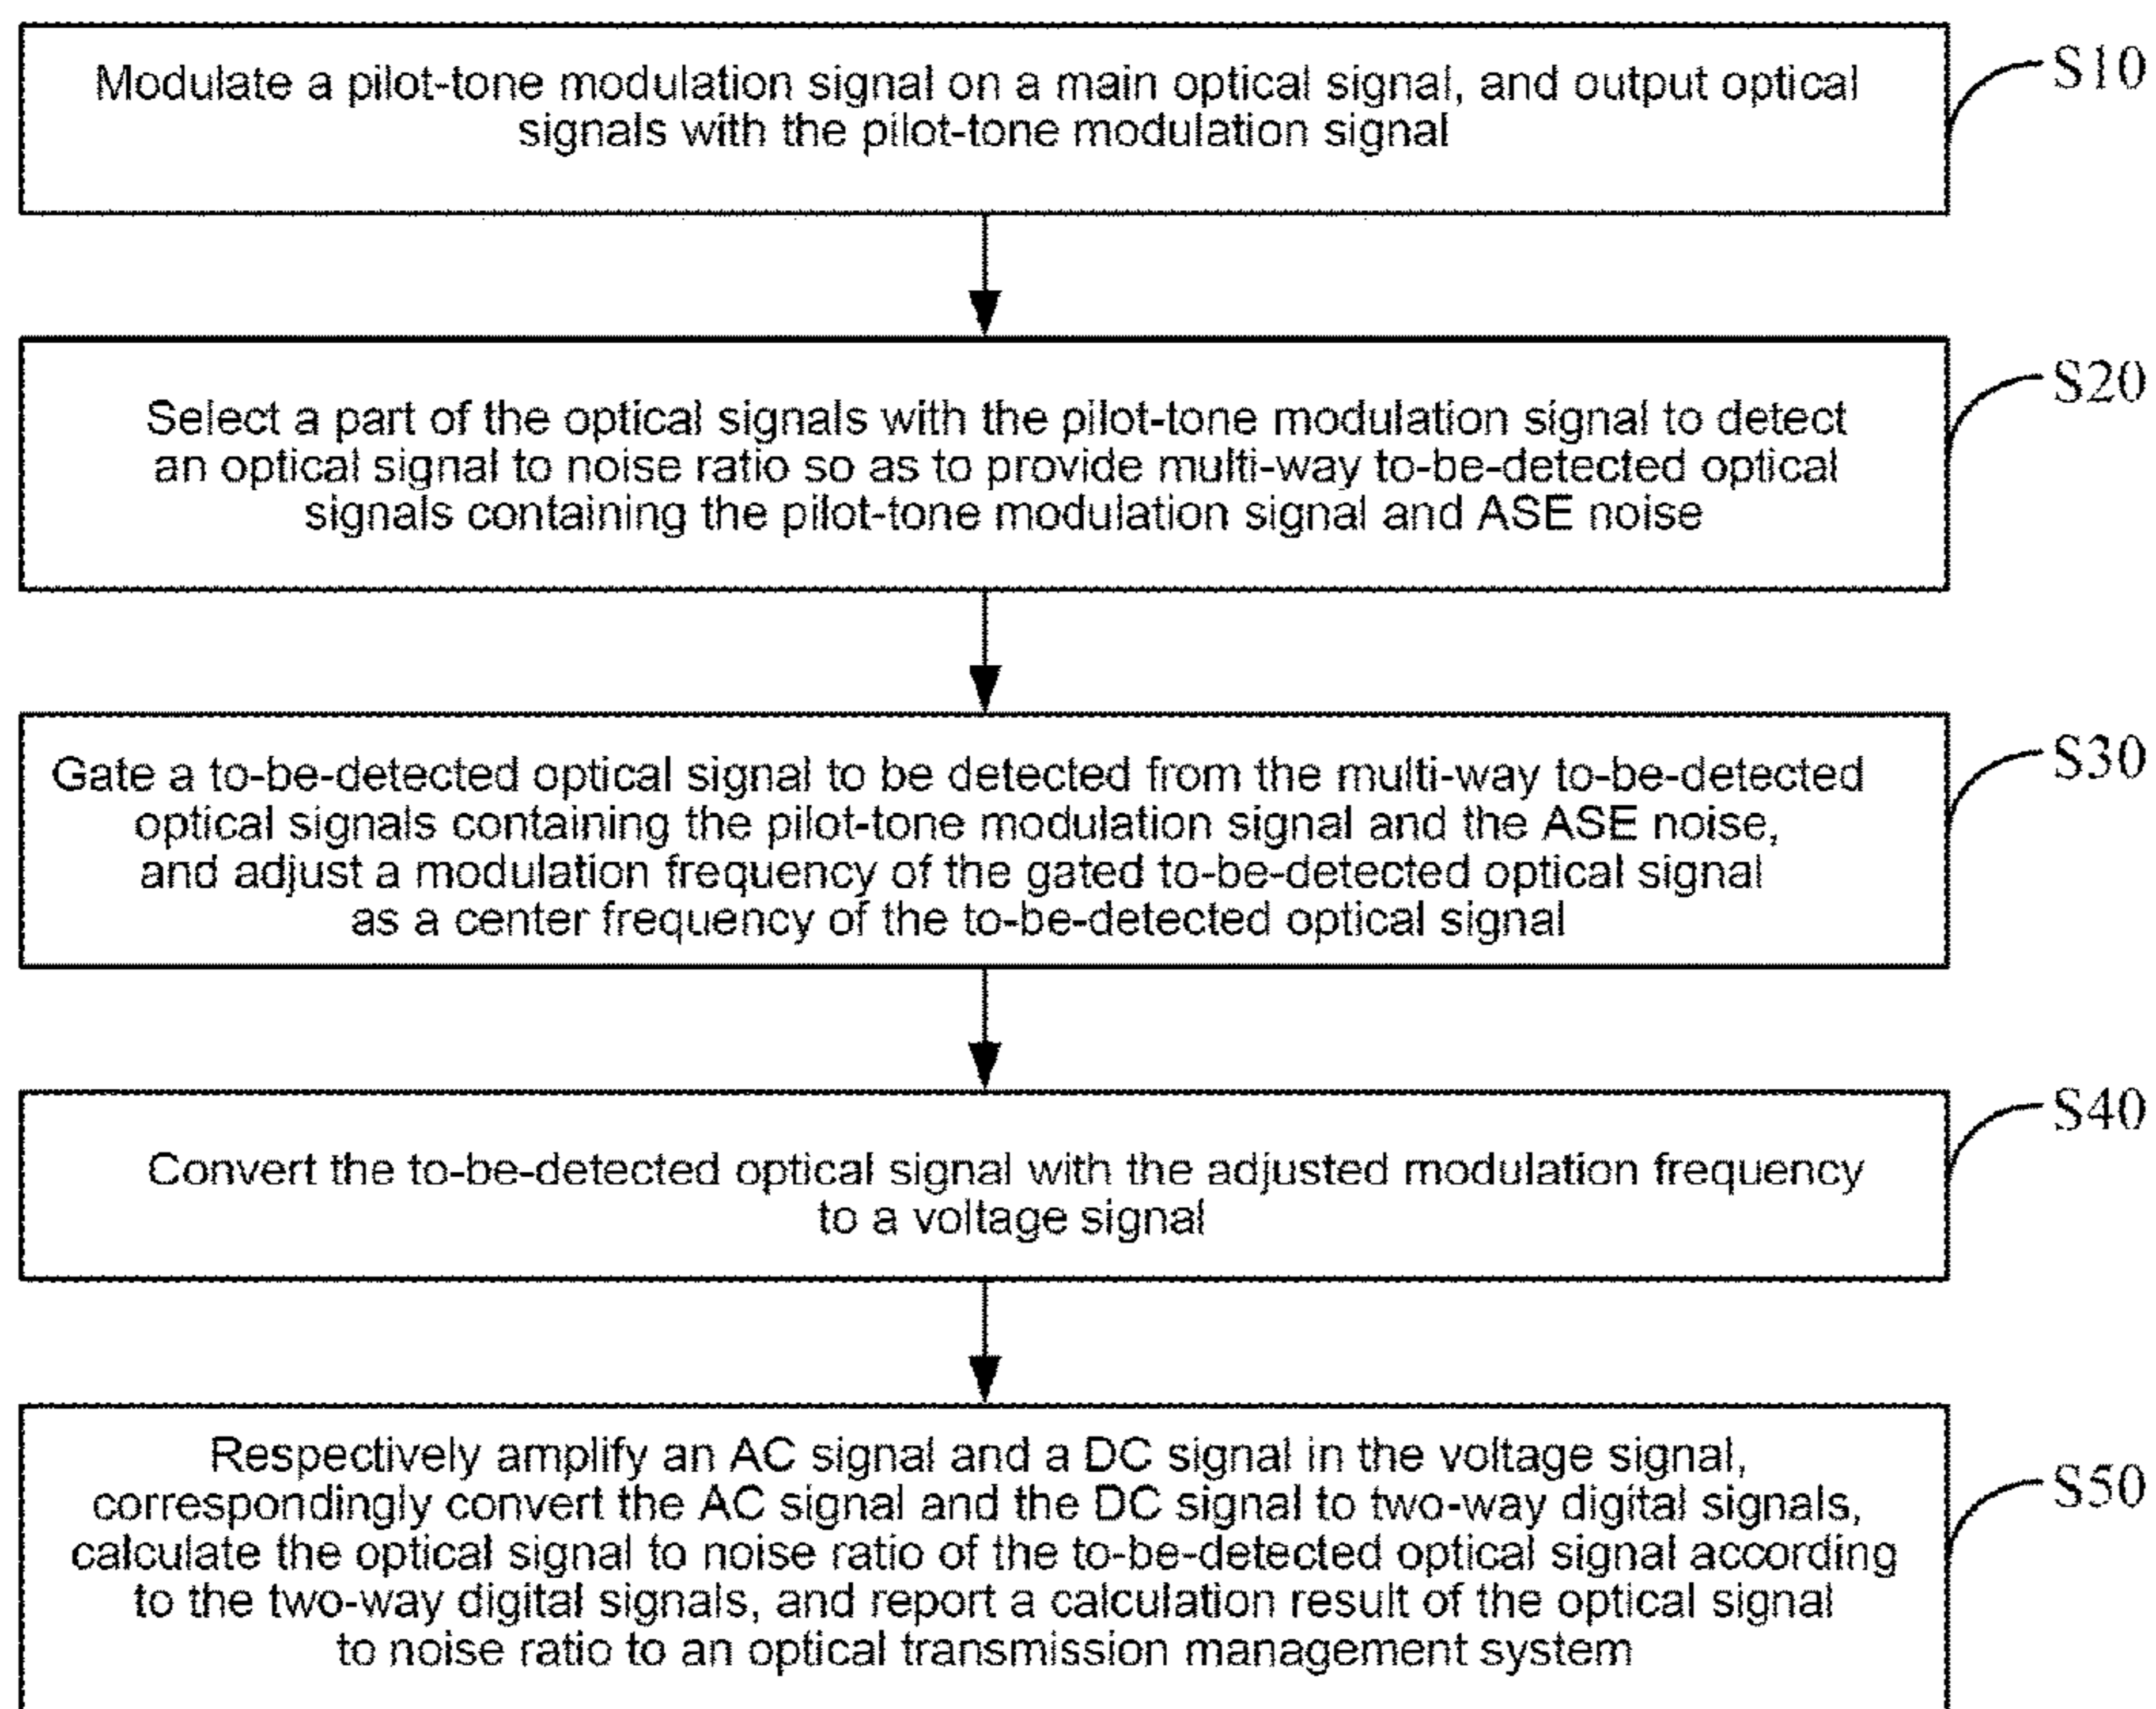 Modulate a pilot-tone modulation signal on a main optical signal, and output optical
signals with the pilot-tone modulation signal
S10
Select a part of the optical signals with the pilot-tone modulation signal to detect
an optical signal to noise ratio so as to provide multi-way to-be-detected optical
signals containing the pilot-tone modulation signal and ASE noise
S20
Gate a to-be-detected optical signal to be detected from the multi-way to-be-detected
optical signals containing the pilot-tone modulation signal and the ASE noise,
and adjust a modulation frequency of the gated to-be-detected optical signal
as a center frequency of the to-be-detected optical signal
S30
Convert the to-be-detected optical signal with the adjusted modulation frequency
to a voltage signal
S40
Respectively amplify an AC signal and a DC signal in the voltage signal,
correspondingly convert the AC signal and the DC signal to two-way digital signals,
calculate the optical signal to noise ratio of the to-be-detected optical signal according
to the two-way digital signals, and report a calculation result of the optical signal
to noise ratio to an optical transmission management system
S50